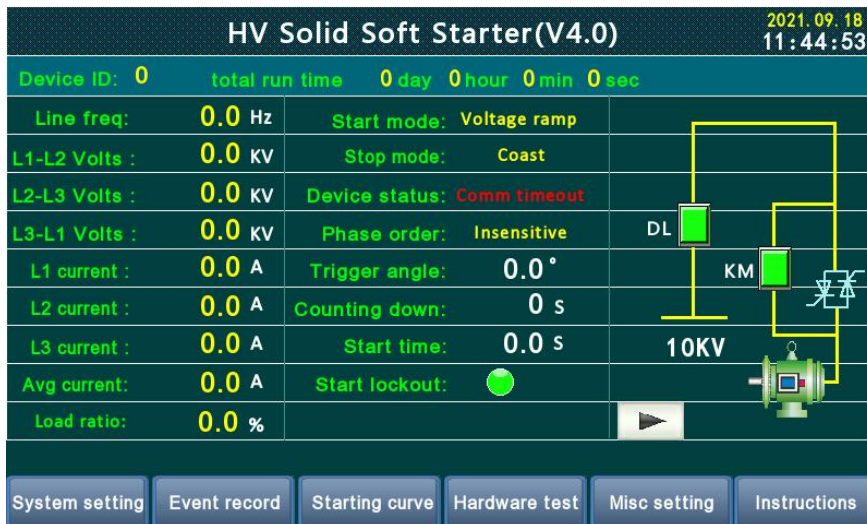 HV Solid Soft Starter(V4.0)
2021.09.18
11:44:53
Device ID: 0 total run time 0 day 0 hour 0 min 0 sec
Line freq: 0.0 Hz Start mode: Voltage ramp
L1-L2 Volts : 0.0 KV Stop mode: Coast
L2-L3 Volts : 0.0 KV Device status: Comm timeout
L3-L1 Volts : 0.0 KV Phase order: Insensitive DL
L1 current : 0.0 A Trigger angle: 0.0° KM
L2 current : 0.0 A Counting down: 0 s
L3 current : 0.0 A Start time: 0.0 s 10KV
Avg current: 0.0 A Start lockout:
Load ratio: 0.0 %
System setting Event record Starting curve Hardware test Misc setting Instructions